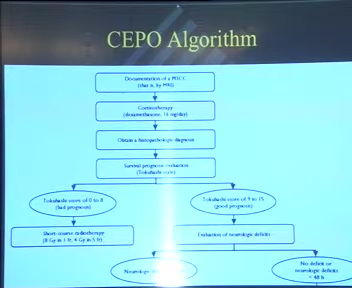 CEPO Algorithm
Documentation of a MSCC
(that is, by MRI)
Corticotherapy
(dexamethasone, 16 mg/day)
Obtain a histopathologic diagnosis
Survival prognosis evaluation
(Tokuhashi score)
Tokuhashi score of 0 to 8
(bad prognosis)
Tokuhashi score of 9 to 15
(good prognosis)
Short-course radiotherapy
(8 Gy in 1 fr, 4 Gy in 5 fr)
Evaluation of neurologic deficits
Neurologic
No deficit or
neurologic deficits
< 48 h